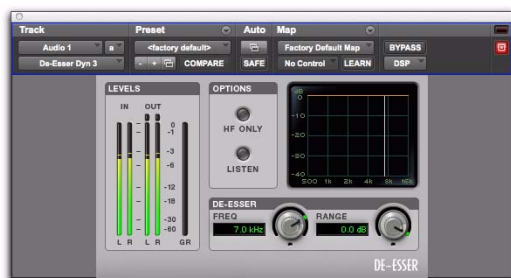 Track Preset Auto Map
Audio 1 a <factory default> Factory Default Map BYPASS
De-Esser Dyn 3 - + COMPARE SAFE No Control LEARN DSP
LEVELS
IN OUT
0
-1
-3
-6
-12
-18
-30
-60
L R L R GR
OPTIONS
HF ONLY
LISTEN
dB
0
-10
-20
-30
-40
500 1k 2k 4k 8k 16k
DE-ESSER
FREQ RANGE
7.0 kHz 0.0 dB
DE-ESSER